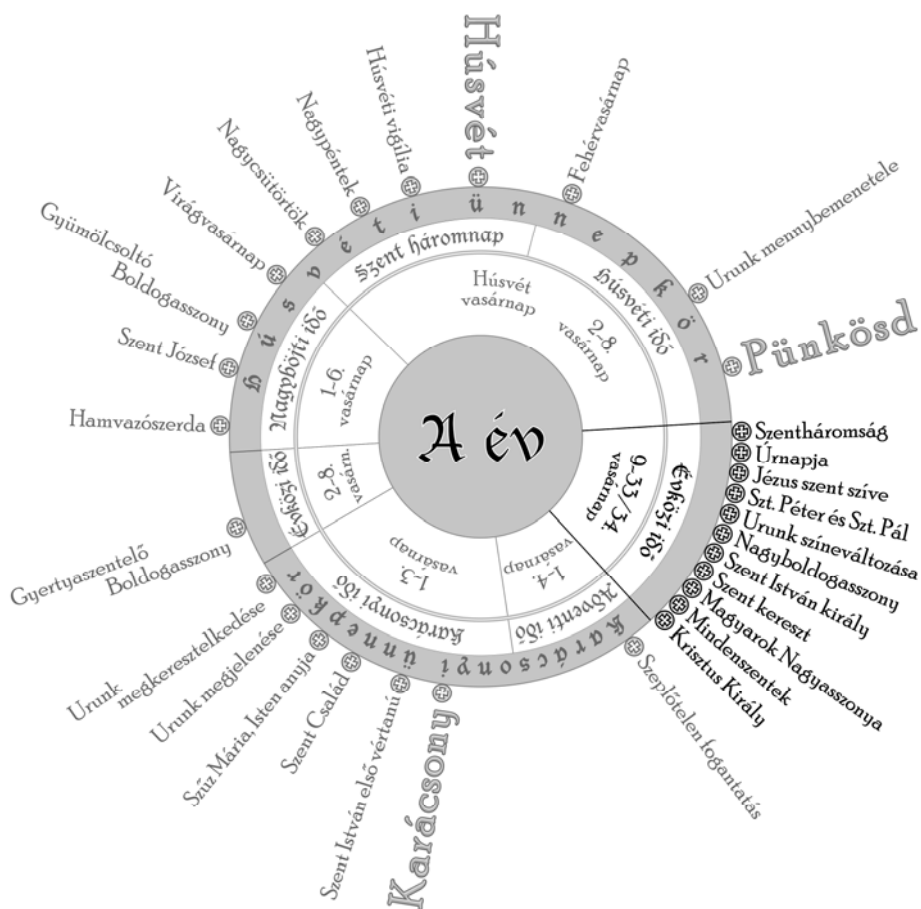 Húsvét
Fehérvasárnap
Urunk mennybemenetele
Pünkösd
Szentháromság
Úrnapja
Jézus szent szíve
Szt. Péter és Szt. Pál
Urunk színeváltozása
Nagyboldogasszony
Szent István király
Szent kereszt
Magyarok Nagyasszonya
Mindenszentek
Krisztus Király
Szeplőtelen fogantatás
Karácsony
Szent István első vértanú
Szent Család
Szűz Mária, Isten anyja
Urunk megjelenése
Urunk
megkeresztelkedése
Gyertyaszentelő
Boldogasszony
Hamvazószerda
Szent József
Gyümölcsoltó
Boldogasszony
Virágvasárnap
Nagycsütörtök
Nagypéntek
Húsvéti vigília
Húsvéti ünnepkör
Karácsonyi ünnepkör
Szent háromnap
Húsvéti idő
Évközi idő
Adventi idő
Karácsonyi idő
Évközi idő
Nagyböjti idő
Húsvét
vasárnap
2–8.
vasárnap
9–33/34.
vasárnap
1–4.
vasárnap
1–3.
vasárnap
2–8.
vasárn.
1–6.
vasárnap
A év